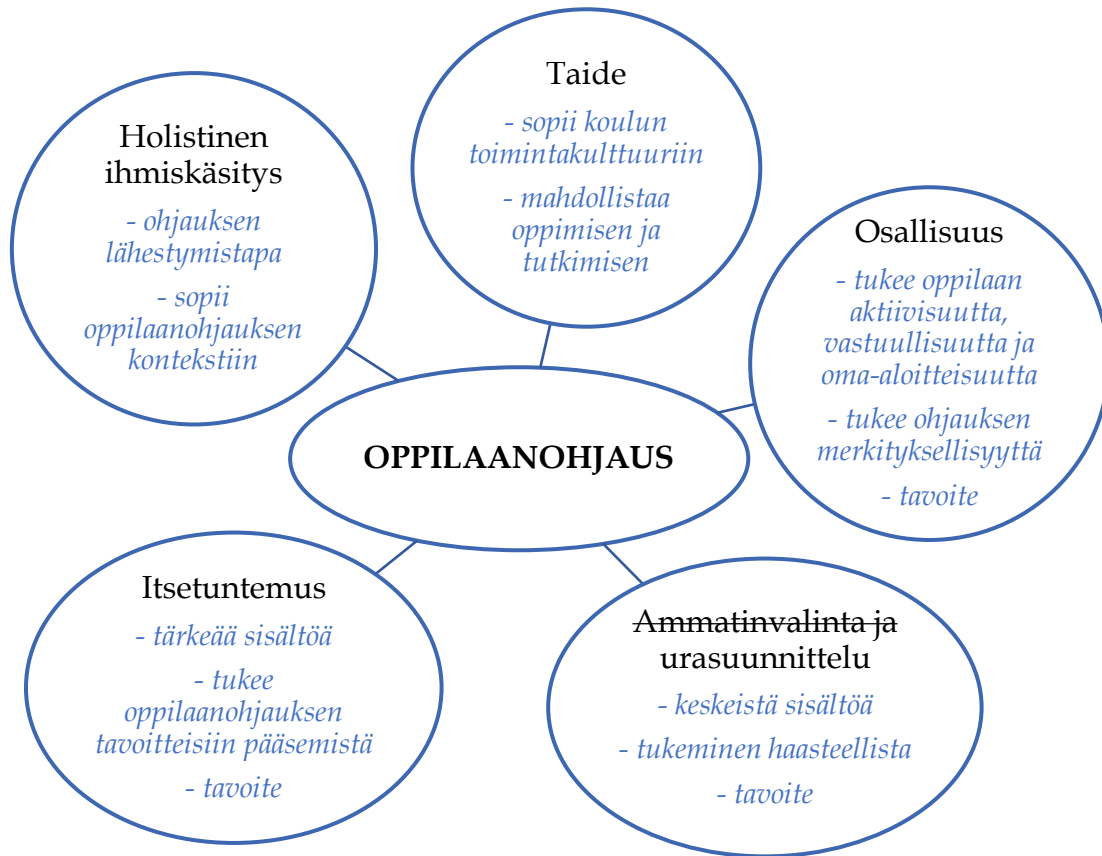 Taide
- sopii koulun
toimintakulttuuriin
- mahdollistaa
oppimisen ja
tutkimisen
Holistinen
ihmiskäsitys
- ohjauksen
lähestymistapa
- sopii
oppilaanohjauksen
kontekstiin
Osallisuus
- tukee oppilaan
aktiivisuutta,
vastuullisuutta ja
oma-aloitteisuutta
- tukee ohjauksen
merkityksellisyyttä
- tavoite
OPPILAANOHJAUS
Itsetuntemus
- tärkeää sisältöä
- tukee
oppilaanohjauksen
tavoitteisiin pääsemistä
- tavoite
Ammatinvalinta ja
urasuunnittelu
- keskeistä sisältöä
- tukeminen haasteellista
- tavoite